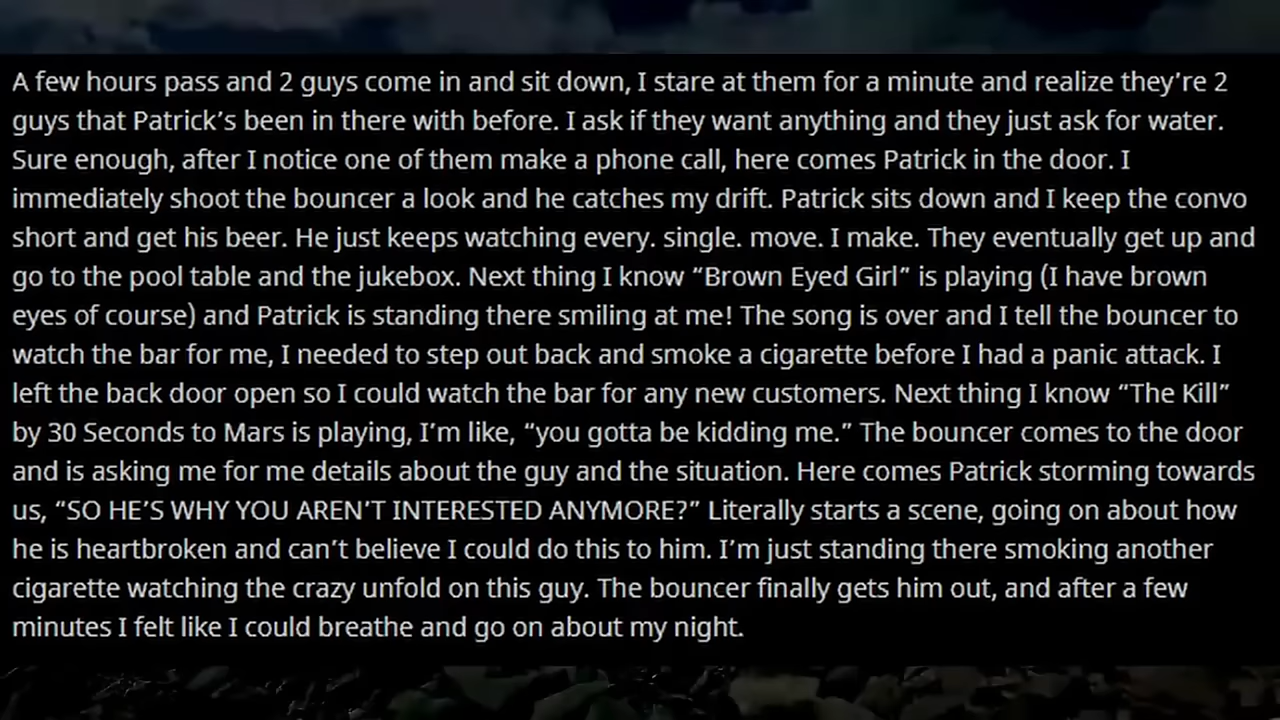 A few hours pass and 2 guys come in and sit down, I stare at them for a minute and realize they’re 2
guys that Patrick’s been in there with before. I ask if they want anything and they just ask for water.
Sure enough, after I notice one of them make a phone call, here comes Patrick in the door. I
immediately shoot the bouncer a look and he catches my drift. Patrick sits down and I keep the convo
short and get his beer. He just keeps watching every. single. move. I make. They eventually get up and
go to the pool table and the jukebox. Next thing I know “Brown Eyed Girl” is playing (I have brown
eyes of course) and Patrick is standing there smiling at me! The song is over and I tell the bouncer to
watch the bar for me, I needed to step out back and smoke a cigarette before I had a panic attack. I
left the back door open so I could watch the bar for any new customers. Next thing I know “The Kill”
by 30 Seconds to Mars is playing, I’m like, “you gotta be kidding me.” The bouncer comes to the door
and is asking me for me details about the guy and the situation. Here comes Patrick storming towards
us, “SO HE’S WHY YOU AREN’T INTERESTED ANYMORE?” Literally starts a scene, going on about how
he is heartbroken and can’t believe I could do this to him. I’m just standing there smoking another
cigarette watching the crazy unfold on this guy. The bouncer finally gets him out, and after a few
minutes I felt like I could breathe and go on about my night.